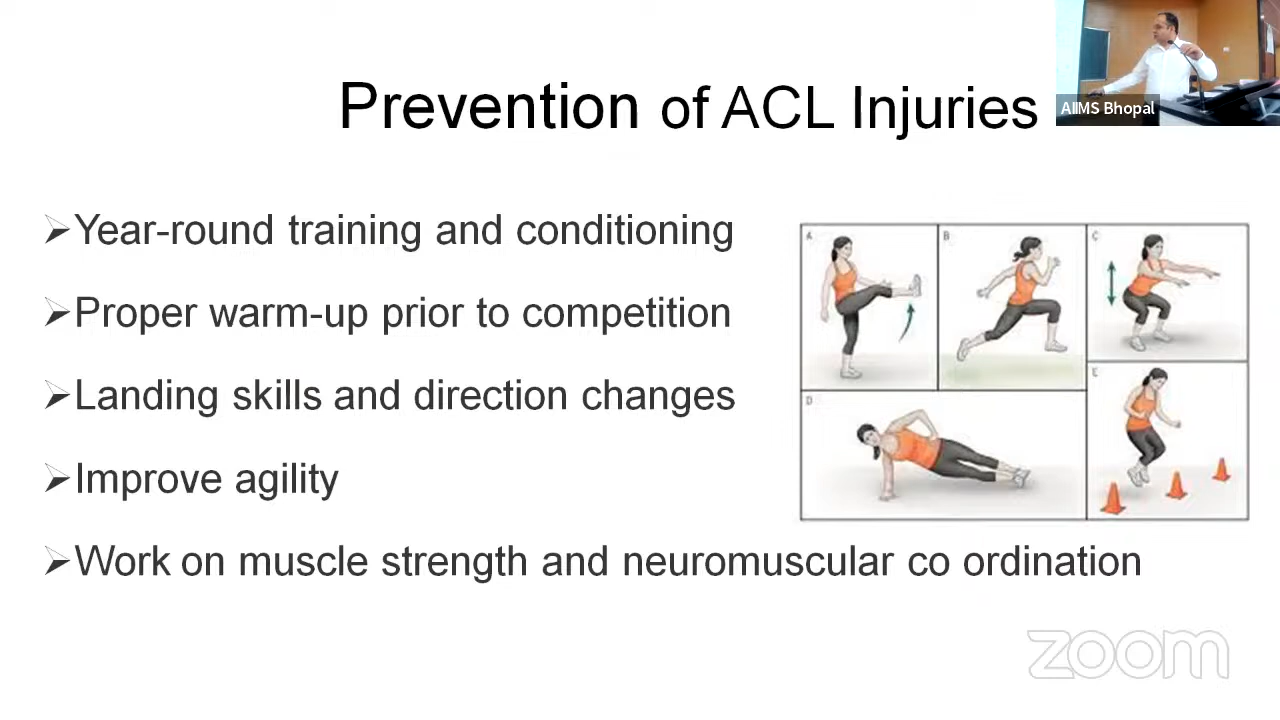 Prevention of ACL Injuries
AIIMS Bhopal
➢Year-round training and conditioning
➢Proper warm-up prior to competition
➢Landing skills and direction changes
➢Improve agility
➢Work on muscle strength and neuromuscular co ordination
A
B
C
D
E
zoom